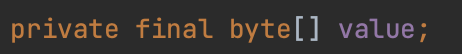 private final byte[] value;